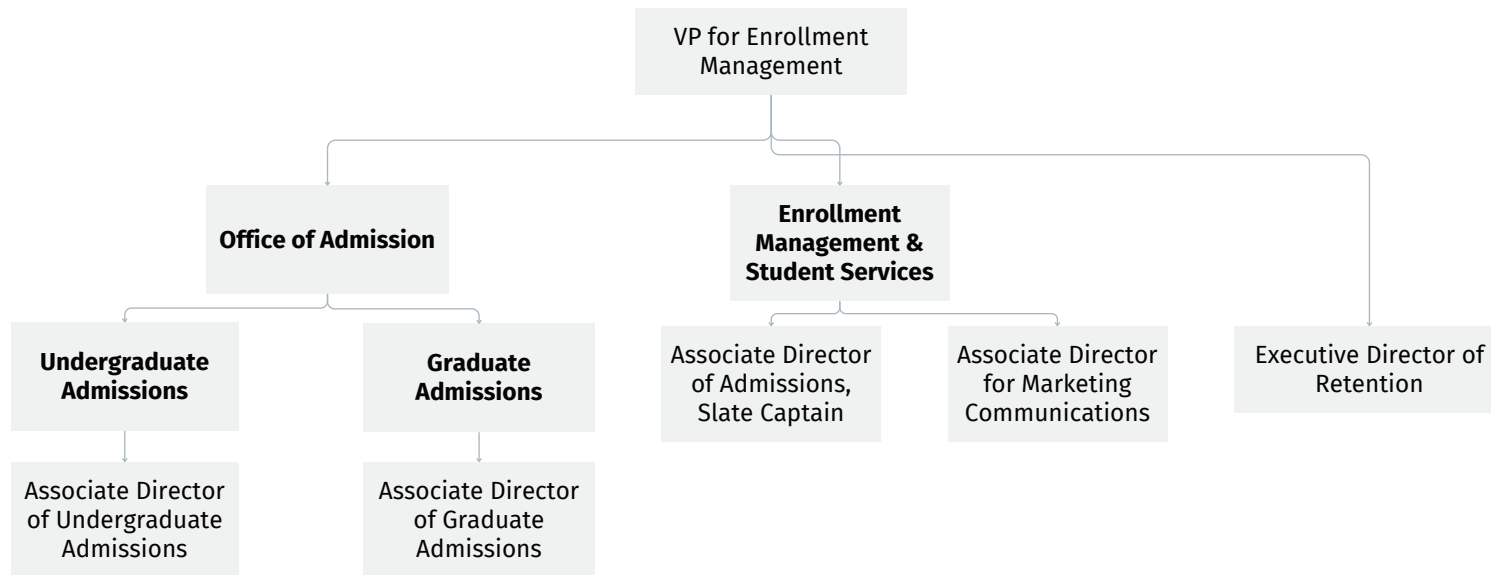 VP for Enrollment
Management
Office of Admission
Enrollment
Management &
Student Services
Undergraduate
Admissions
Graduate
Admissions
Associate Director
of Admissions,
Slate Captain
Associate Director
for Marketing
Communications
Executive Director of
Retention
Associate Director
of Undergraduate
Admissions
Associate Director
of Graduate
Admissions